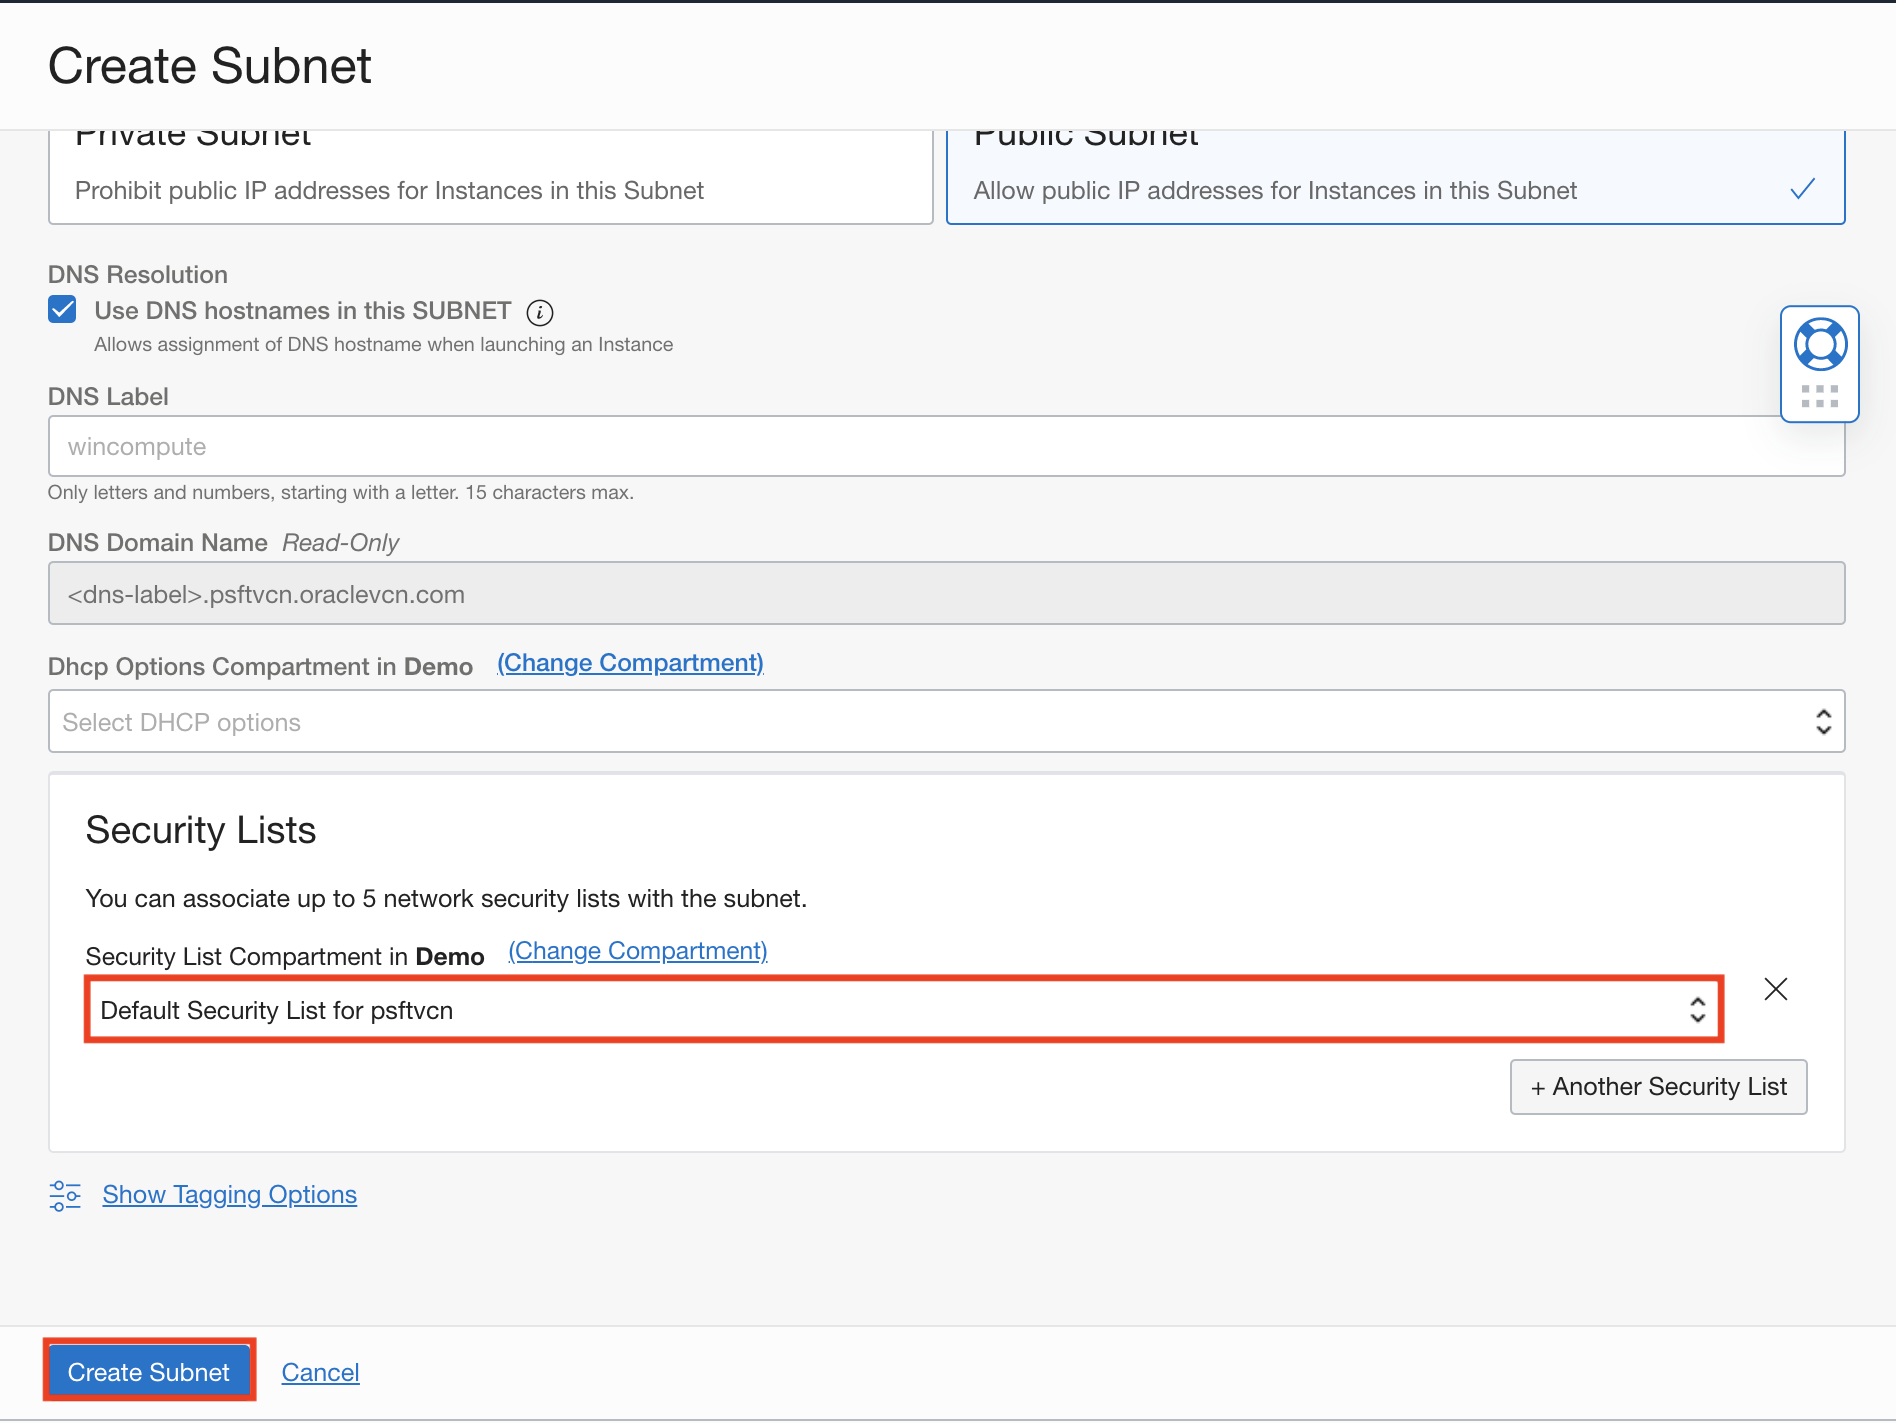 Create Subnet
Private Subnet
Public Subnet
Prohibit public IP addresses for Instances in this Subnet
Allow public IP addresses for Instances in this Subnet
DNS Resolution
Use DNS hostnames in this SUBNET
Allows assignment of DNS hostname when launching an Instance
DNS Label
wincompute
Only letters and numbers, starting with a letter. 15 characters max.
DNS Domain Name Read-Only
<dns-label>.psftvcn.oraclevcn.com
Dhcp Options Compartment in Demo (Change Compartment)
Select DHCP options
Security Lists
You can associate up to 5 network security lists with the subnet.
Security List Compartment in Demo (Change Compartment)
Default Security List for psftvcn
+ Another Security List
Show Tagging Options
Create Subnet Cancel